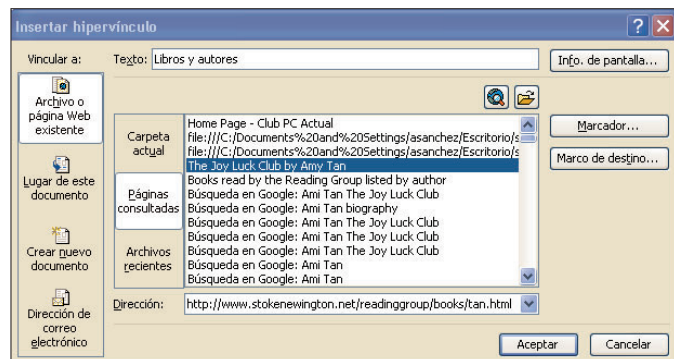 Insertar hipervínculo
Vincular a:
Texto: Libros y autores
Info. de pantalla...
Archivo o
página Web
existente
Lugar de este
documento
Crear nuevo
documento
Dirección de
correo
electrónico
Carpeta
actual
Páginas
consultadas
Archivos
recientes
Home Page - Club PC Actual
file:///C:/Documents%20and%20Settings/asanchez/Escritorio/s
file:///C:/Documents%20and%20Settings/asanchez/Escritorio/s
The Joy Luck Club by Amy Tan
Books read by the Reading Group listed by author
Búsqueda en Google: Ami Tan The Joy Luck Club
Búsqueda en Google: Ami Tan biography
Búsqueda en Google: Ami Tan The Joy Luck Club
Búsqueda en Google: Ami Tan The Joy Luck Club
Búsqueda en Google: Ami Tan The Joy Luck Club
Búsqueda en Google: Ami Tan
Búsqueda en Google: Ami Tan
Marcador...
Marco de destino...
Dirección: http://www.stokenewington.net/readinggroup/books/tan.html
Aceptar
Cancelar